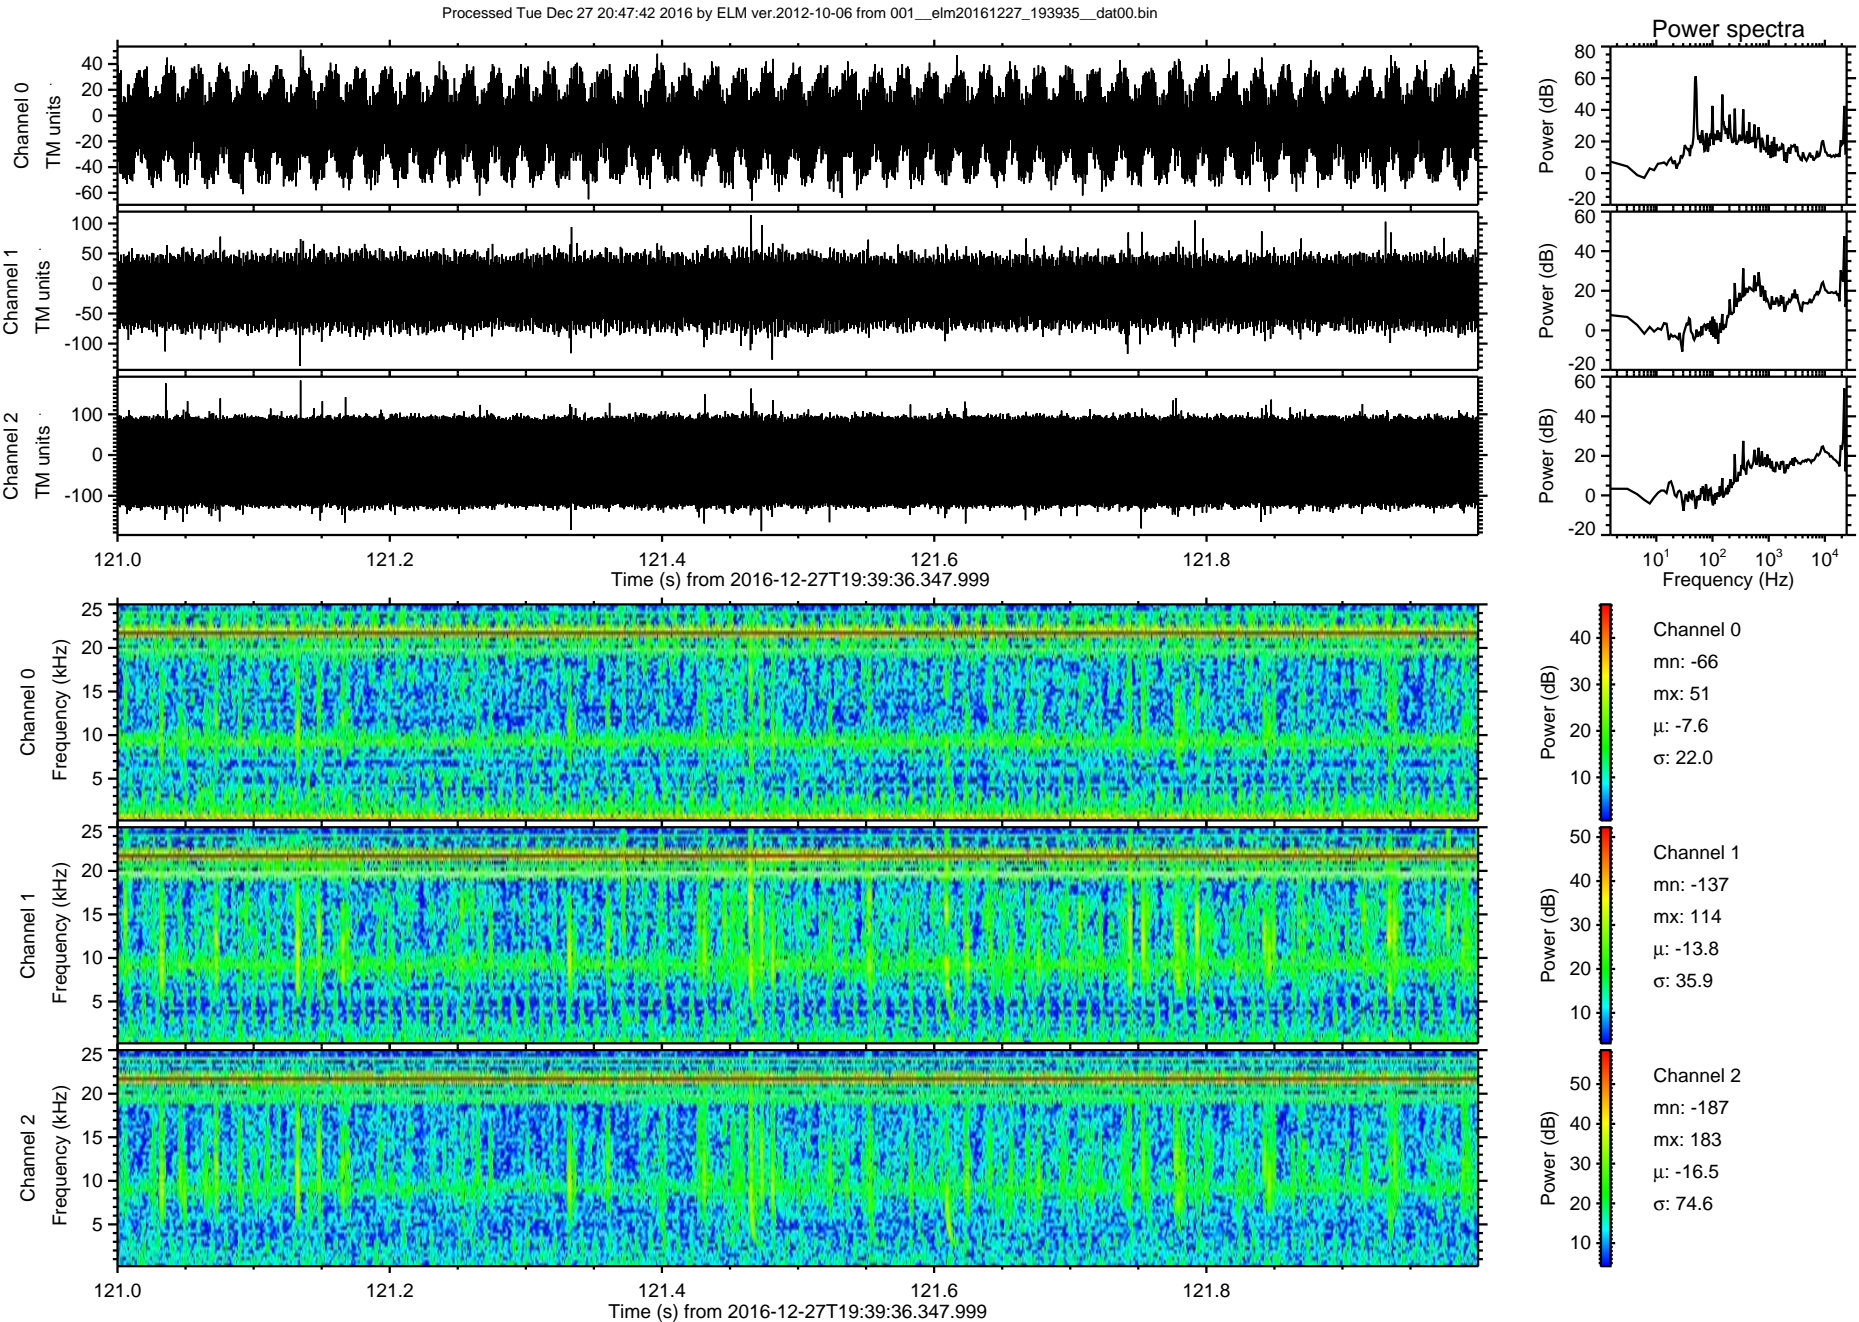 Processed Tue Dec 27 20:47:42 2016 by ELM ver.2012-10-06 from 001__elm20161227_193935__dat00.bin
Power spectra
Channel 0
TM units
40
20
0
-20
-40
-60
Power (dB)
80
60
40
20
0
-20
Channel 1
TM units
100
50
0
-50
-100
Power (dB)
60
40
20
0
-20
Channel 2
TM units
100
0
-100
Power (dB)
60
40
20
0
-20
121.0 121.2 121.4 121.6 121.8
Time (s) from 2016-12-27T19:39:36.347.999
10^1 10^2 10^3 10^4
Frequency (Hz)
Channel 0
Frequency (kHz)
25
20
15
10
5
Power (dB)
40
30
20
10
Channel 0
mn: -66
mx: 51
μ: -7.6
σ: 22.0
Channel 1
Frequency (kHz)
25
20
15
10
5
Power (dB)
50
40
30
20
10
Channel 1
mn: -137
mx: 114
μ: -13.8
σ: 35.9
Channel 2
Frequency (kHz)
25
20
15
10
5
Power (dB)
50
40
30
20
10
Channel 2
mn: -187
mx: 183
μ: -16.5
σ: 74.6
121.0 121.2 121.4 121.6 121.8
Time (s) from 2016-12-27T19:39:36.347.999